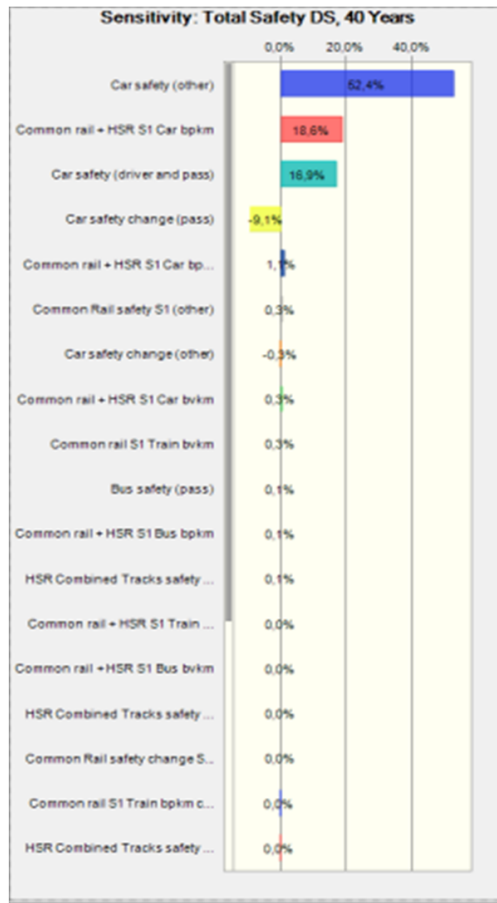 Sensitivity: Total Safety DS, 40 Years
0,0% 20,0% 40,0%
Car safety (other) 52,4%
Common rail + HSR S1 Car bpkm 18,6%
Car safety (driver and pass) 16,9%
Car safety change (pass) -9,1%
Common rail + HSR S1 Car bp... 1,1%
Common Rail safety S1 (other) 0,3%
Car safety change (other) -0,3%
Common rail + HSR S1 Car bvkm 0,3%
Common rail S1 Train bvkm 0,3%
Bus safety (pass) 0,1%
Common rail + HSR S1 Bus bpkm 0,1%
HSR Combined Tracks safety ... 0,1%
Common rail + HSR S1 Train ... 0,0%
Common rail + HSR S1 Bus bvkm 0,0%
HSR Combined Tracks safety ... 0,0%
Common Rail safety change S... 0,0%
Common rail S1 Train bpkm c... 0,0%
HSR Combined Tracks safety ... 0,0%